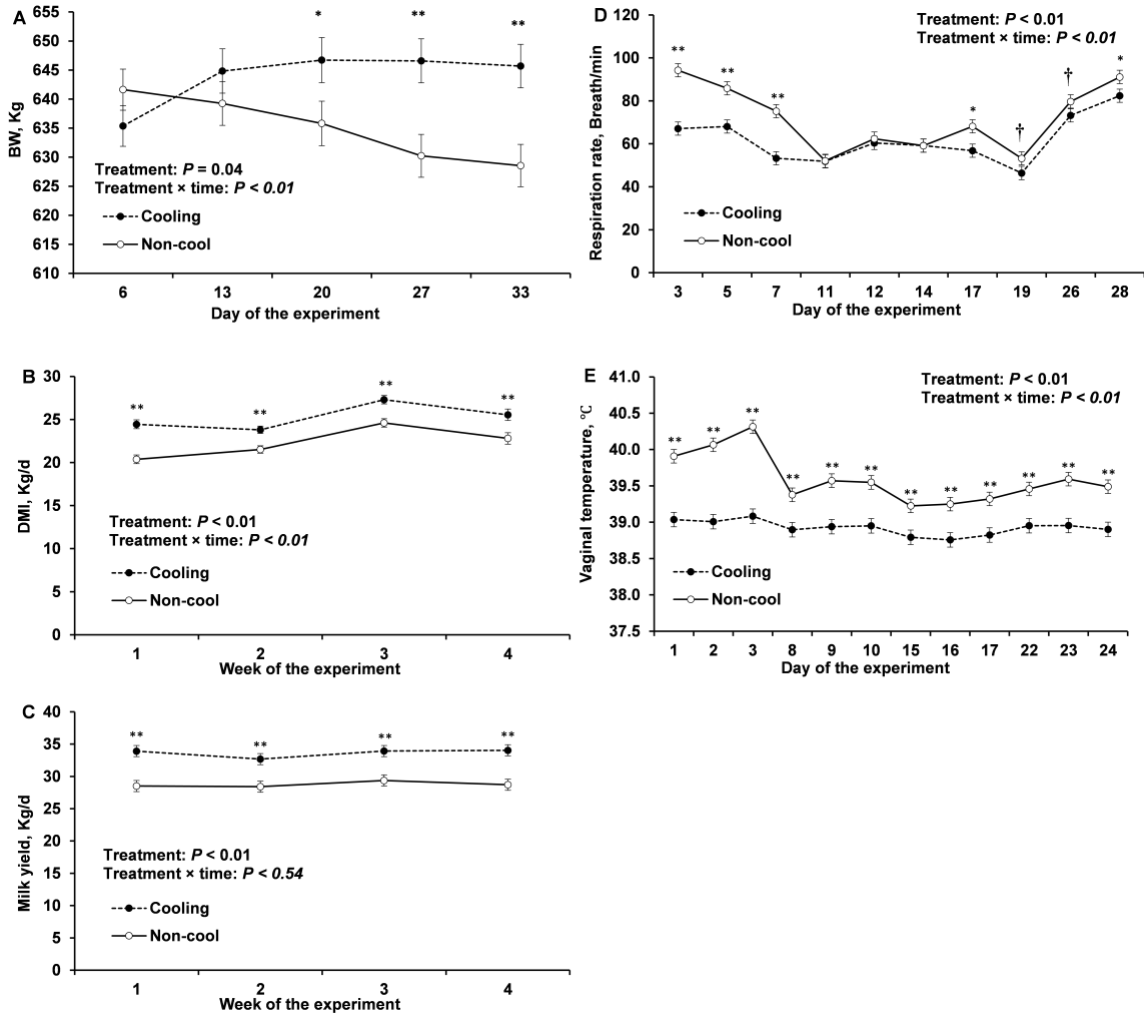 A
BW, Kg
655
650
645
640
635
630
625
620
615
610
* ** **
Treatment: P = 0.04
Treatment × time: P < 0.01
Cooling
Non-cool
6 13 20 27 33
Day of the experiment
B
DMI, Kg/d
30
25
20
15
10
5
0
** ** ** **
Treatment: P < 0.01
Treatment × time: P < 0.01
Cooling
Non-cool
1 2 3 4
Week of the experiment
C
Milk yield, Kg/d
40
35
30
25
20
15
10
5
0
** ** ** **
Treatment: P < 0.01
Treatment × time: P < 0.54
Cooling
Non-cool
1 2 3 4
Week of the experiment
D
Respiration rate, Breath/min
120
100
80
60
40
20
0
Treatment: P < 0.01
Treatment × time: P < 0.01
** ** ** * † † *
Cooling
Non-cool
3 5 7 11 12 14 17 19 26 28
Day of the experiment
E
Vaginal temperature, °C
41.0
40.5
40.0
39.5
39.0
38.5
38.0
37.5
Treatment: P < 0.01
Treatment × time: P < 0.01
** ** ** ** ** ** ** ** ** ** ** **
Cooling
Non-cool
1 2 3 8 9 10 15 16 17 22 23 24
Day of the experiment